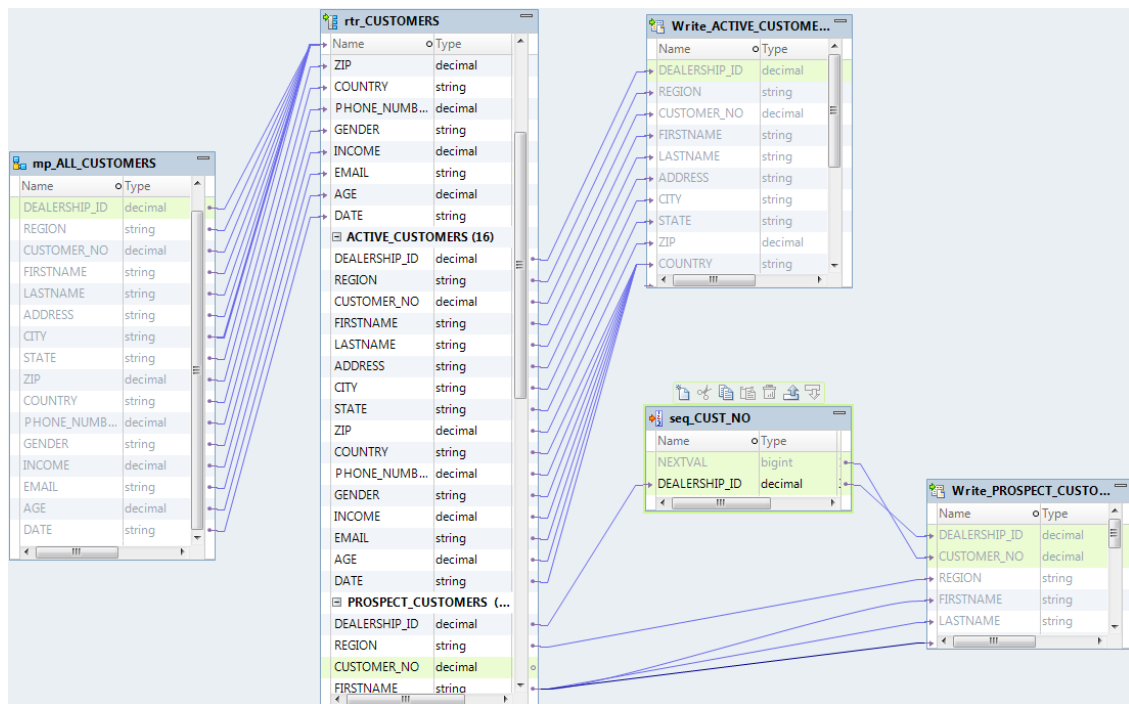 rtr_CUSTOMERS
Name Type
ZIP decimal
COUNTRY string
PHONE_NUMB... decimal
GENDER string
INCOME decimal
EMAIL string
AGE decimal
DATE string
ACTIVE_CUSTOMERS (16)
DEALERSHIP_ID decimal
REGION string
CUSTOMER_NO decimal
FIRSTNAME string
LASTNAME string
ADDRESS string
CITY string
STATE string
ZIP decimal
COUNTRY string
PHONE_NUMB... decimal
GENDER string
INCOME decimal
EMAIL string
AGE decimal
DATE string
PROSPECT_CUSTOMERS (...
DEALERSHIP_ID decimal
REGION string
CUSTOMER_NO decimal
FIRSTNAME string
mp_ALL_CUSTOMERS
Name Type
DEALERSHIP_ID decimal
REGION string
CUSTOMER_NO decimal
FIRSTNAME string
LASTNAME string
ADDRESS string
CITY string
STATE string
ZIP decimal
COUNTRY string
PHONE_NUMB... decimal
GENDER string
INCOME decimal
EMAIL string
AGE decimal
DATE string
Write_ACTIVE_CUSTOME...
Name Type
DEALERSHIP_ID decimal
REGION string
CUSTOMER_NO decimal
FIRSTNAME string
LASTNAME string
ADDRESS string
CITY string
STATE string
ZIP decimal
COUNTRY string
seq_CUST_NO
Name Type
NEXTVAL bigint
DEALERSHIP_ID decimal
Write_PROSPECT_CUSTO...
Name Type
DEALERSHIP_ID decimal
CUSTOMER_NO decimal
REGION string
FIRSTNAME string
LASTNAME string